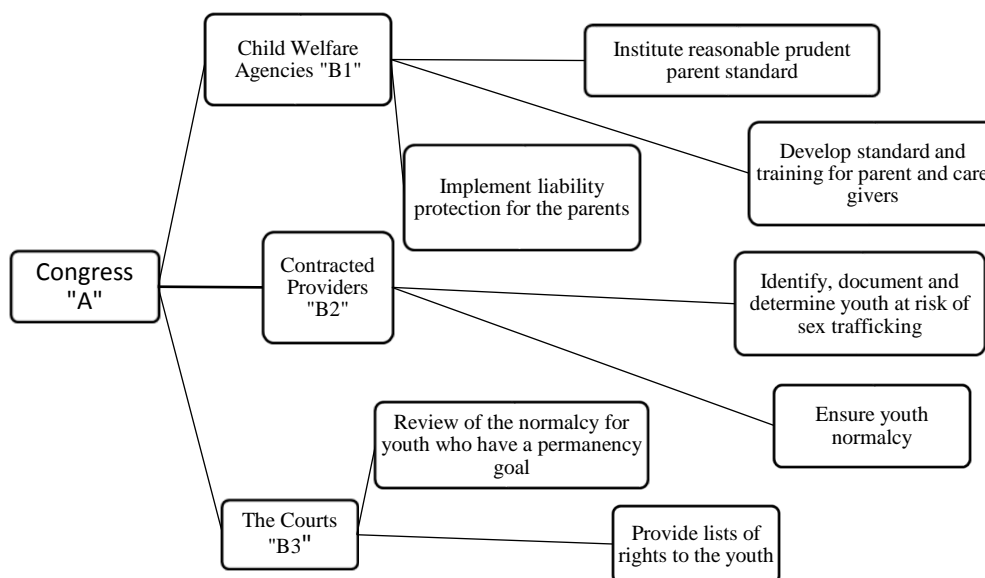 Child Welfare
Agencies "B1"
Institute reasonable prudent
parent standard
Develop standard and
training for parent and care
givers
Implement liability
protection for the parents
Congress
"A"
Contracted
Providers
"B2"
Identify, document and
determine youth at risk of
sex trafficking
Ensure youth
normalcy
Review of the normalcy for
youth who have a permanency
goal
The Courts
"B3"
Provide lists of
rights to the youth